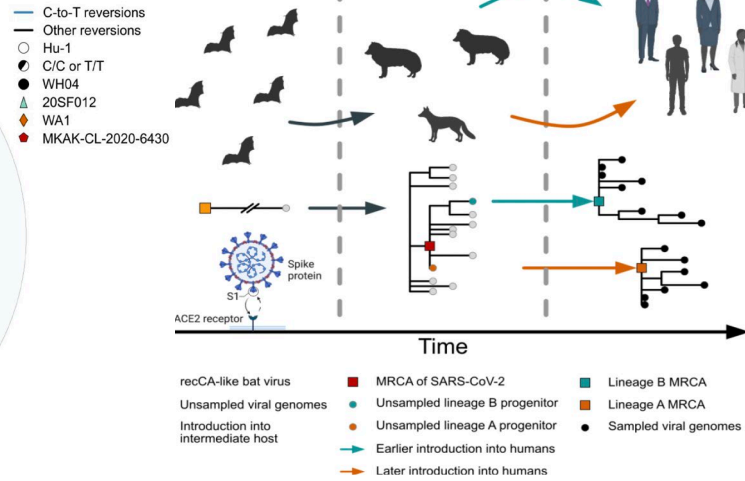 C-to-T reversions
Other reversions
Hu-1
C/C or T/T
WH04
20SF012
WA1
MKAK-CL-2020-6430
Spike
protein
S1
ACE2 receptor
Time
recCA-like bat virus
Unsampled viral genomes
Introduction into
intermediate host
MRCA of SARS-CoV-2
Unsampled lineage B progenitor
Unsampled lineage A progenitor
Earlier introduction into humans
Later introduction into humans
Lineage B MRCA
Lineage A MRCA
Sampled viral genomes